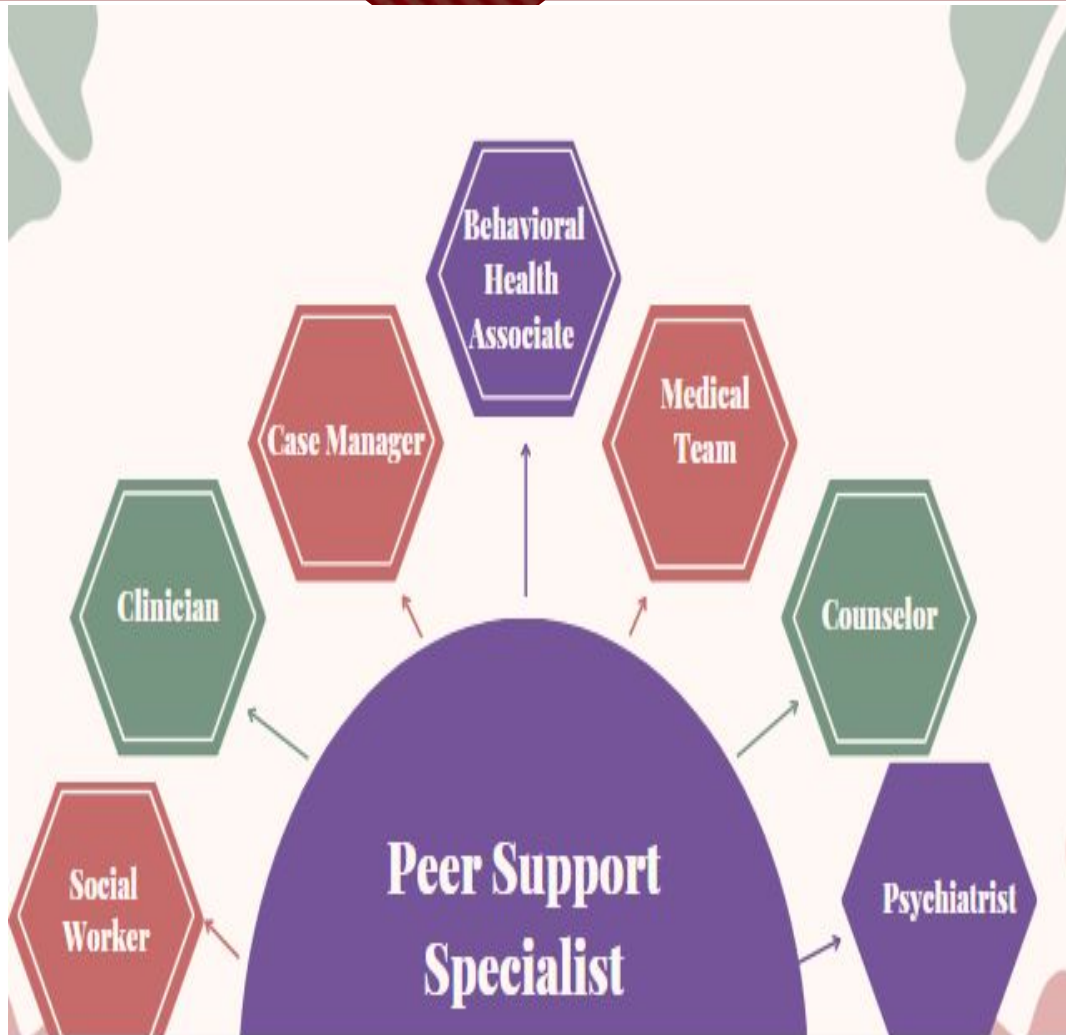 Behavioral
Health
Associate
Case Manager
Medical
Team
Clinician
Counselor
Social
Worker
Peer Support
Specialist
Psychiatrist